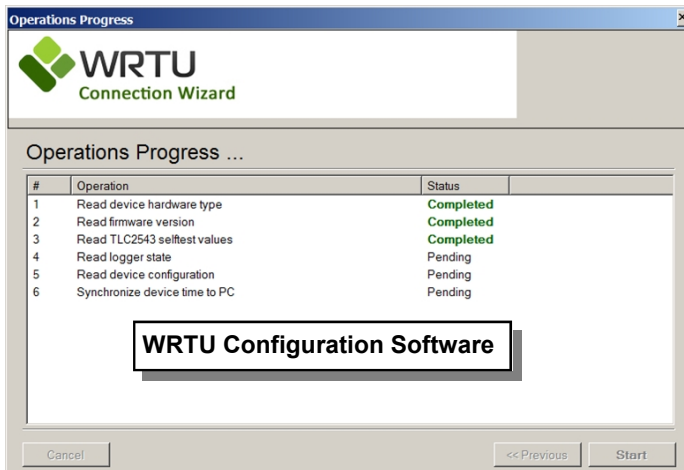 Operations Progress
WRTU
Connection Wizard
Operations Progress ...
# Operation Status
1 Read device hardware type Completed
2 Read firmware version Completed
3 Read TLC2543 selftest values Completed
4 Read logger state Pending
5 Read device configuration Pending
6 Synchronize device time to PC Pending
WRTU Configuration Software
Cancel << Previous Start